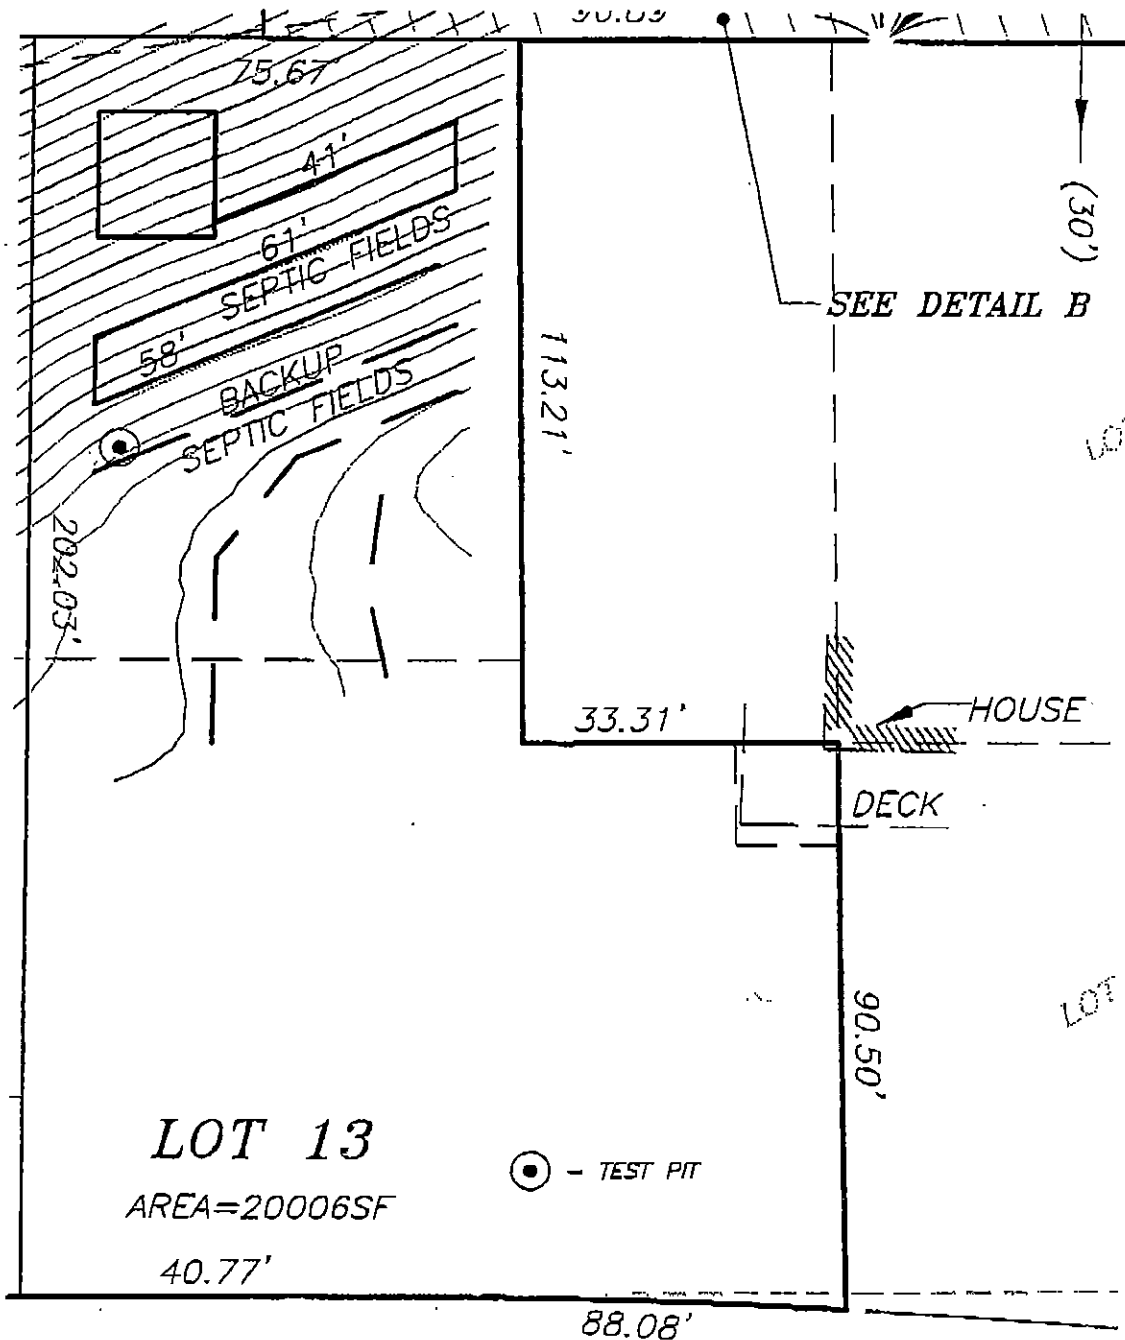 75.67'
41'
61'
SEPTIC FIELDS
58'
BACKUP
SEPTIC FIELDS
202.03'
113.21'
(30')
SEE DETAIL B
33.31'
HOUSE
DECK
90.50'
LOT
LOT 13
AREA=20006SF
- TEST PIT
40.77'
88.08'